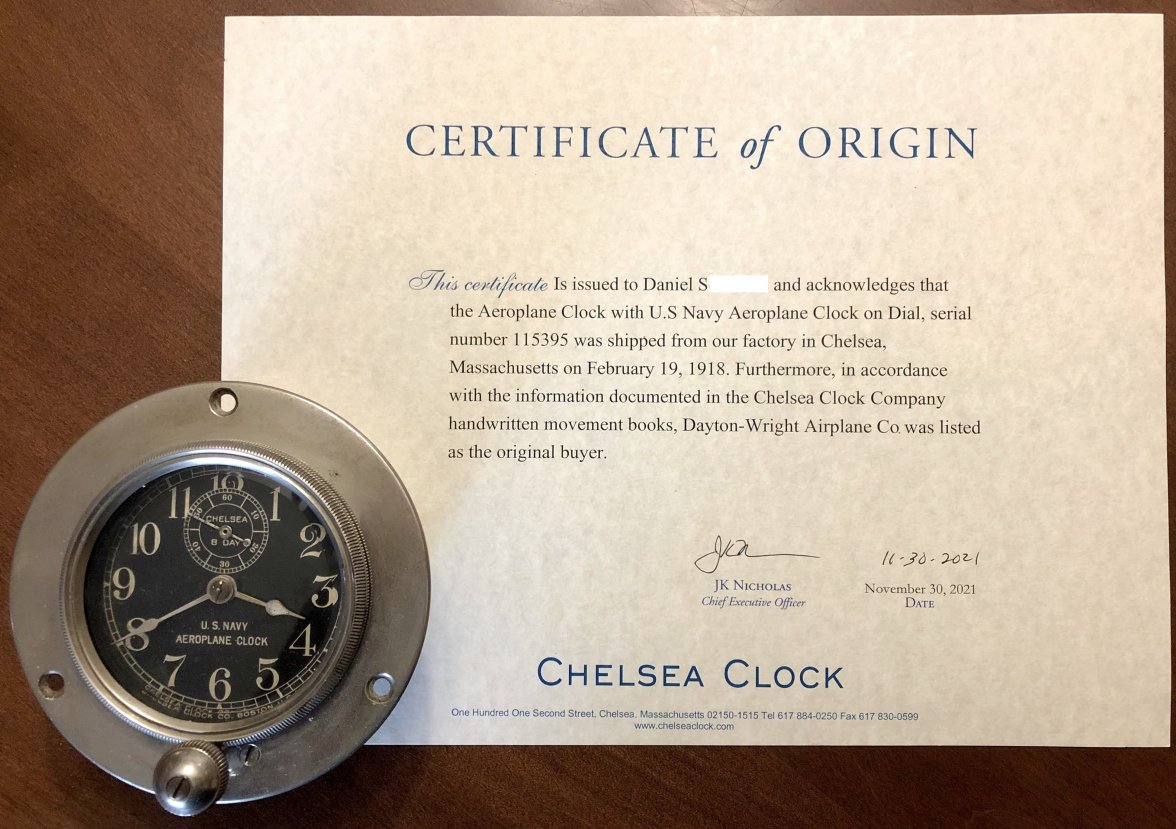 CERTIFICATE of ORIGIN
This certificate Is issued to Daniel S and acknowledges that
the Aeroplane Clock with U.S Navy Aeroplane Clock on Dial, serial
number 115395 was shipped from our factory in Chelsea,
Massachusetts on February 19, 1918. Furthermore, in accordance
with the information documented in the Chelsea Clock Company
handwritten movement books, Dayton-Wright Airplane Co was listed
as the original buyer.
11-30-2021
JK NICHOLAS
Chief Executive Officer
November 30, 2021
DATE
CHELSEA CLOCK
One Hundred One Second Street, Chelsea, Massachusetts 02150-1515 Tel 617 884-0250 Fax 617 830-0599
www.chelseaclock.com
12
1
2
3
4
5
6
7
8
9
10
11
60
CHELSEA
8 DAY
30
40
50
U.S. NAVY
AEROPLANE CLOCK
CHELSEA CLOCK CO. BOSTON